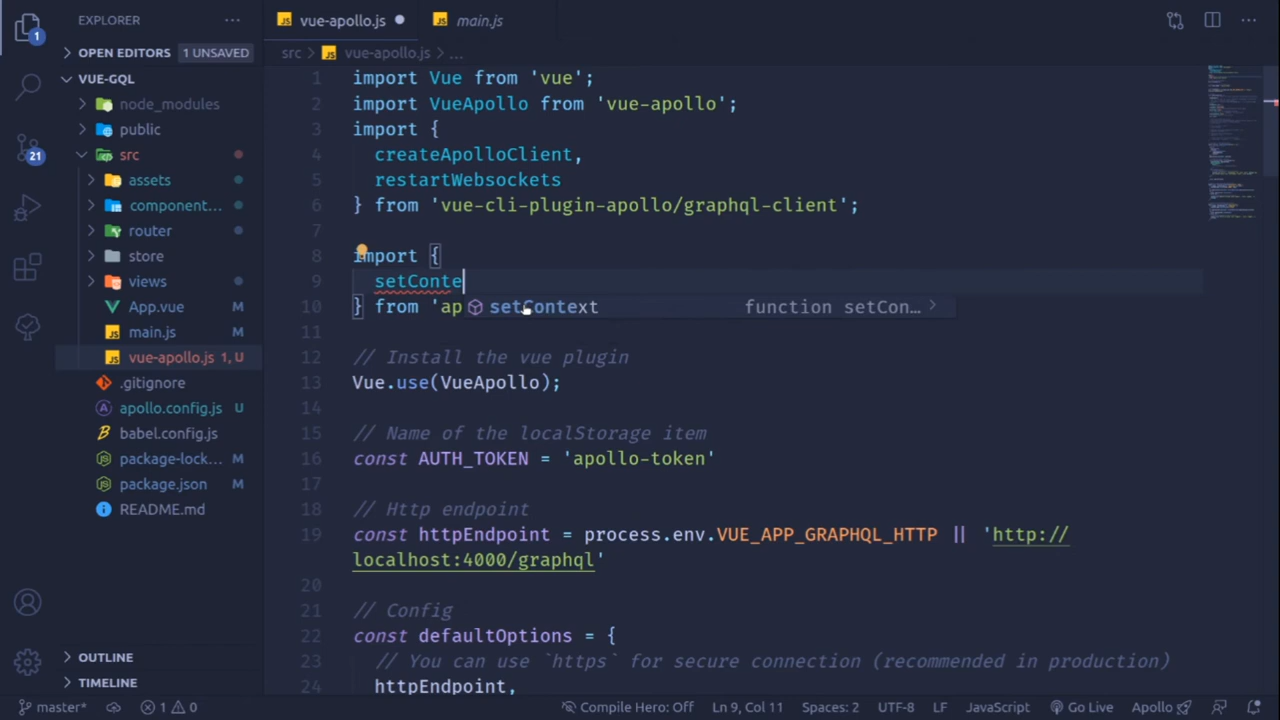 EXPLORER
vue-apollo.js
main.js
1
OPEN EDITORS 1 UNSAVED
src > vue-apollo.js > ...
VUE-GQL
node_modules
public
21
src
assets
component...
router
store
views
App.vue
main.js M
vue-apollo.js 1, U
.gitignore
apollo.config.js U
babel.config.js
package-lock... M
package.json M
README.md
OUTLINE
TIMELINE
1 import Vue from 'vue';
2 import VueApollo from 'vue-apollo';
3 import {
4 createApolloClient,
5 restartWebsockets
6 } from 'vue-cli-plugin-apollo/graphql-client';
7
8 import {
9 setConte
10 } from 'ap setContext function setCon...
11
12 // Install the vue plugin
13 Vue.use(VueApollo);
14
15 // Name of the localStorage item
16 const AUTH_TOKEN = 'apollo-token'
17
18 // Http endpoint
19 const httpEndpoint = process.env.VUE_APP_GRAPHQL_HTTP || 'http://
localhost:4000/graphql'
20
21 // Config
22 const defaultOptions = {
23 // You can use `https` for secure connection (recommended in production)
24 httpEndpoint,
master* 1 0 Compile Hero: Off Ln 9, Col 11 Spaces: 2 UTF-8 LF JavaScript Go Live Apollo